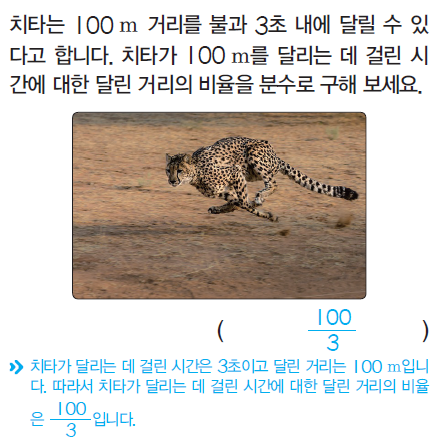 치타는 100 m 거리를 불과 3초 내에 달릴 수 있
다고 합니다. 치타가 100 m를 달리는 데 걸린 시
간에 대한 달린 거리의 비율을 분수로 구해 보세요.
( 100/3 )
치타가 달리는 데 걸린 시간은 3초이고 달린 거리는 100 m입니
다. 따라서 치타가 달리는 데 걸린 시간에 대한 달린 거리의 비율
은 100/3입니다.